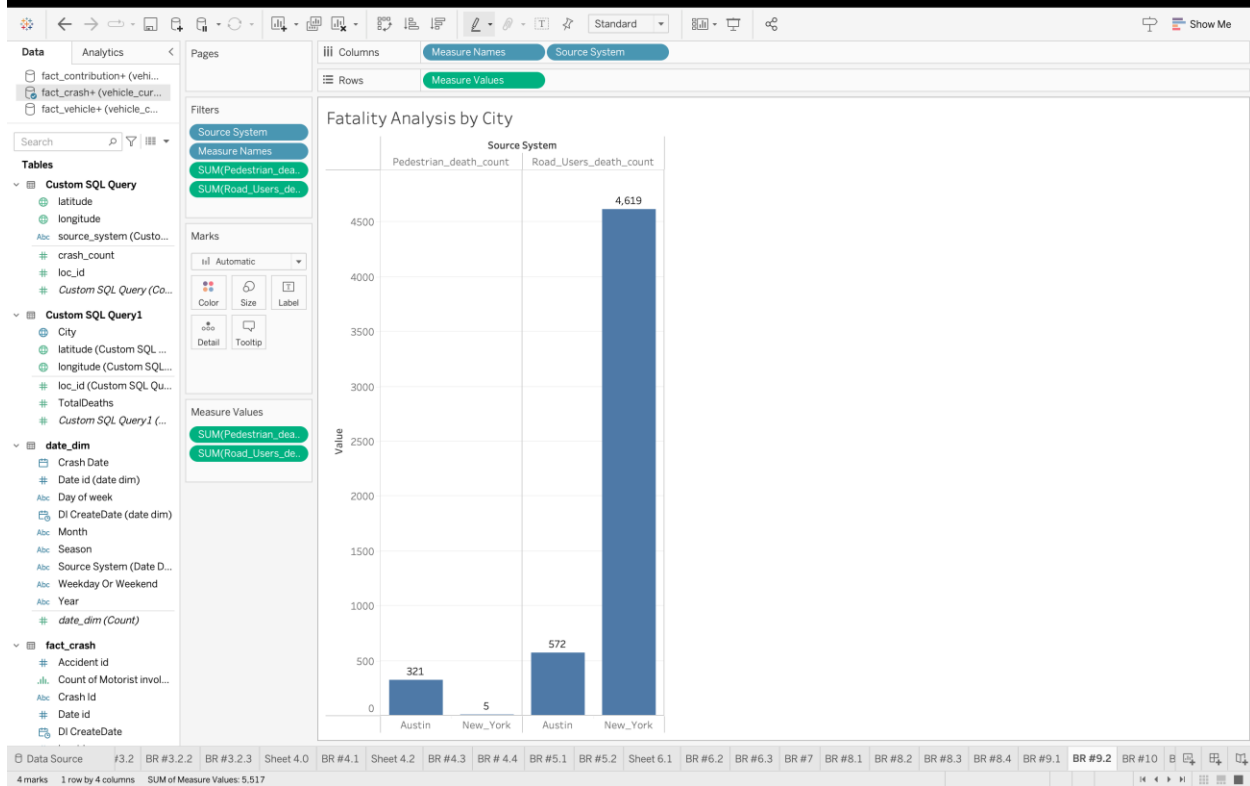 Standard
Show Me
Data
Analytics
Pages
Columns
Measure Names
Source System
Rows
Measure Values
fact_contribution+ (vehi...
fact_crash+ (vehicle_cur...
fact_vehicle+ (vehicle_c...
Search
Tables
Custom SQL Query
latitude
longitude
Abc source_system (Custo...
# crash_count
# loc_id
# Custom SQL Query (Co...
Custom SQL Query1
City
latitude (Custom SQL ...
longitude (Custom SQL...
# loc_id (Custom SQL Qu...
# TotalDeaths
# Custom SQL Query1 (...
date_dim
Crash Date
# Date id (date dim)
Abc Day of week
DI CreateDate (date dim)
Abc Month
Abc Season
Abc Source System (Date D...
Abc Weekday Or Weekend
Abc Year
# date_dim (Count)
fact_crash
# Accident id
Count of Motorist invol...
Abc Crash Id
# Date id
DI CreateDate
Filters
Source System
Measure Names
SUM(Pedestrian_dea..
SUM(Road_Users_de..
Marks
Automatic
Color
Size
Label
Detail
Tooltip
Measure Values
SUM(Pedestrian_dea..
SUM(Road_Users_de..
Fatality Analysis by City
Source System
Pedestrian_death_count
Road_Users_death_count
Value
4500
4000
3500
3000
2500
2000
1500
1000
500
0
321
5
572
4,619
Austin
New_York
Austin
New_York
Data Source
#3.2
BR #3.2.2
BR #3.2.3
Sheet 4.0
BR #4.1
Sheet 4.2
BR #4.3
BR # 4.4
BR #5.1
BR #5.2
Sheet 6.1
BR #6.2
BR #6.3
BR #7
BR #8.1
BR #8.2
BR #8.3
BR #8.4
BR #9.1
BR #9.2
BR #10
4 marks
1 row by 4 columns
SUM of Measure Values: 5,517